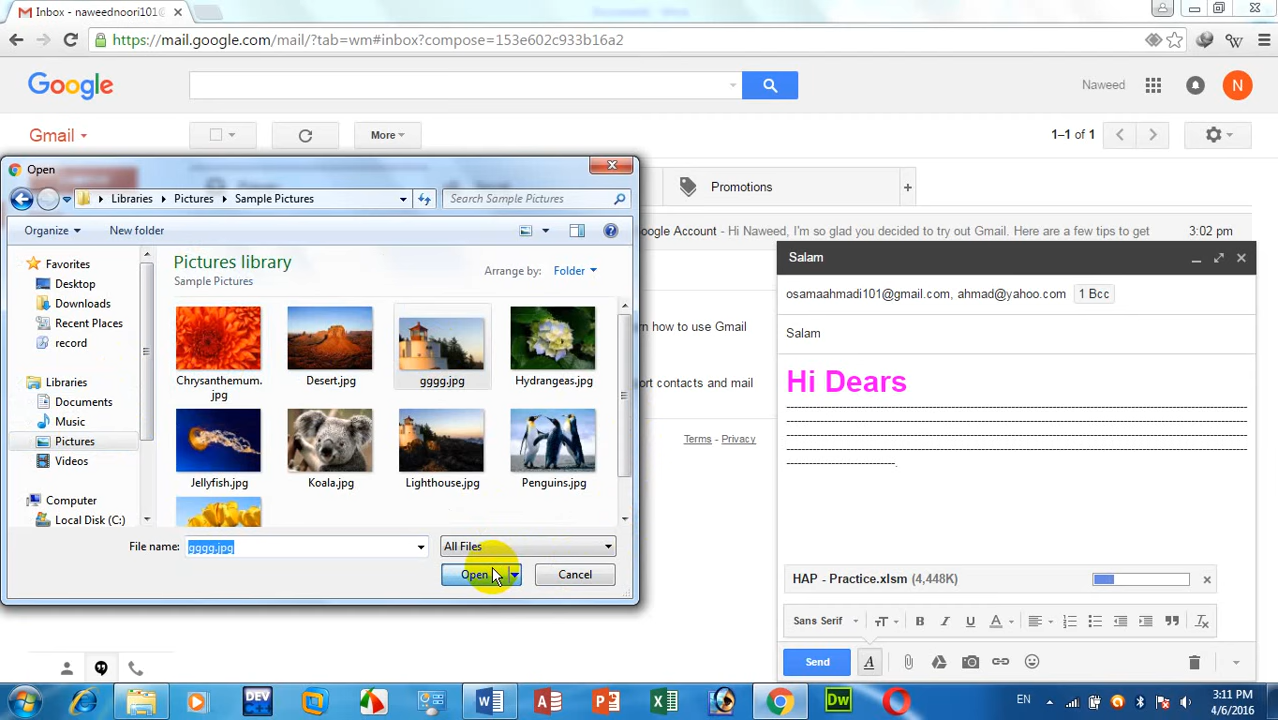 Inbox - naweednoori101@
https://mail.google.com/mail/?tab=wm#inbox?compose=153e602c933b16a2
Google
Naweed
N
Gmail
More
1–1 of 1
Promotions
oogle Account - Hi Naweed, I'm so glad you decided to try out Gmail. Here are a few tips to get
3:02 pm
rn how to use Gmail
ort contacts and mail
Terms - Privacy
Open
Libraries
Pictures
Sample Pictures
Search Sample Pictures
Organize
New folder
Favorites
Desktop
Downloads
Recent Places
record
Libraries
Documents
Music
Pictures
Videos
Computer
Local Disk (C:)
Pictures library
Sample Pictures
Arrange by:
Folder
Chrysanthemum.
jpg
Desert.jpg
gggg.jpg
Hydrangeas.jpg
Jellyfish.jpg
Koala.jpg
Lighthouse.jpg
Penguins.jpg
File name:
gggg.jpg
All Files
Open
Cancel
Salam
osamaahmadi101@gmail.com, ahmad@yahoo.com
1 Bcc
Salam
Hi Dears
HAP - Practice.xlsm (4,448K)
Sans Serif
Send
DEV
Dw
EN
3:11 PM
4/6/2016